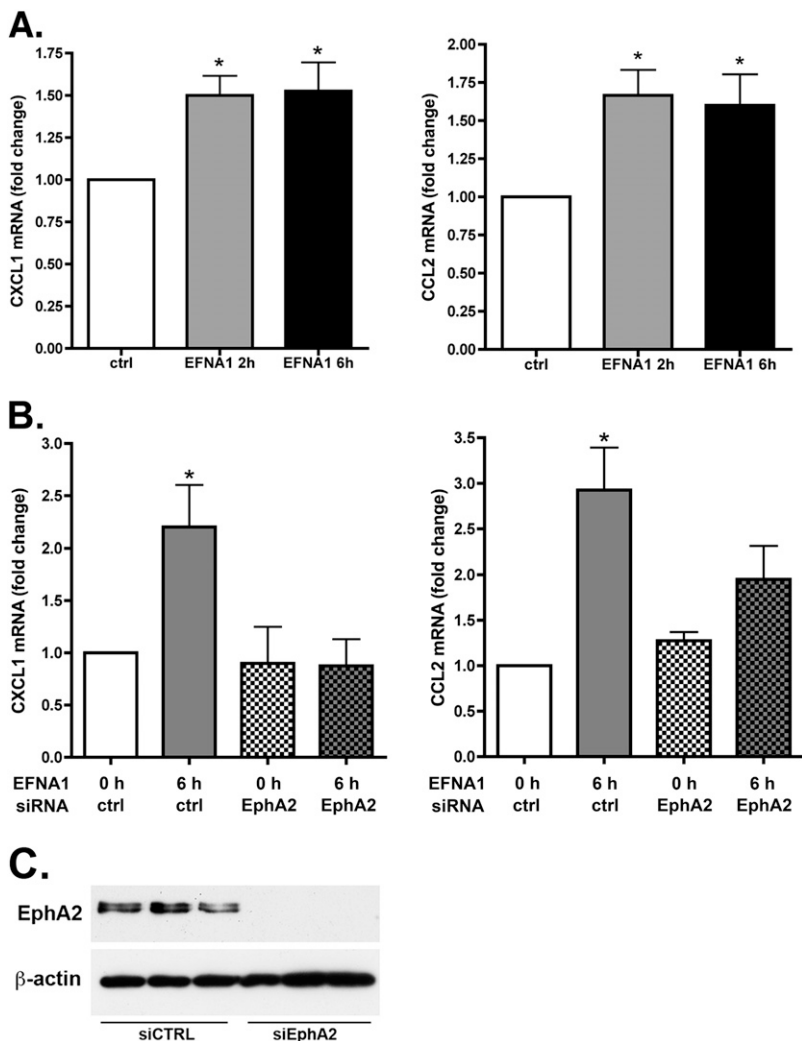 A.
CXCL1 mRNA (fold change)
1.75
1.50
1.25
1.00
0.75
0.50
0.25
0.00
* *
ctrl EFNA1 2h EFNA1 6h
CCL2 mRNA (fold change)
2.00
1.75
1.50
1.25
1.00
0.75
0.50
0.25
0.00
* *
ctrl EFNA1 2h EFNA1 6h
B.
CXCL1 mRNA (fold change)
3.0
2.5
2.0
1.5
1.0
0.5
0.0
*
EFNA1 0 h 6 h 0 h 6 h
siRNA ctrl ctrl EphA2 EphA2
CCL2 mRNA (fold change)
3.5
3.0
2.5
2.0
1.5
1.0
0.5
0.0
*
EFNA1 0 h 6 h 0 h 6 h
siRNA ctrl ctrl EphA2 EphA2
C.
EphA2
β-actin
siCTRL siEphA2